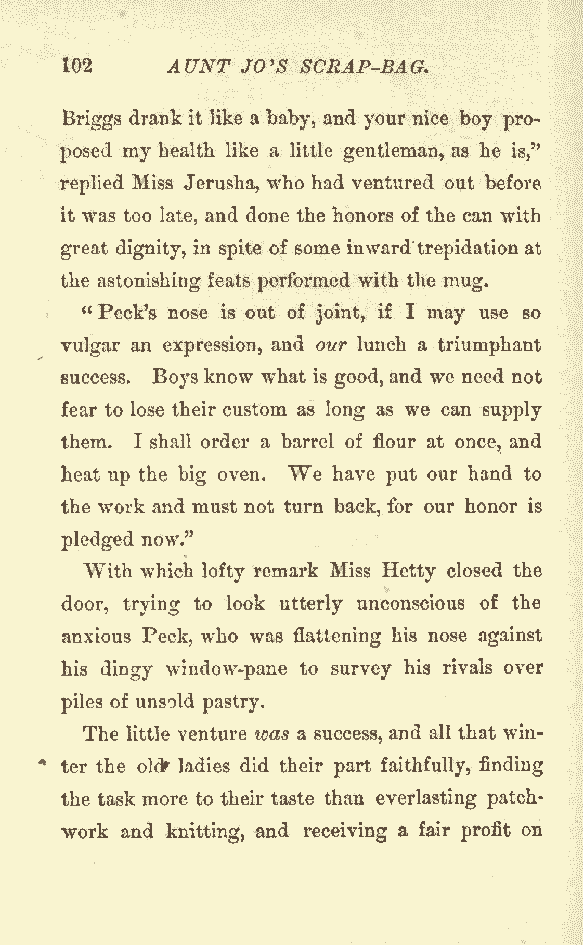 102 AUNT JO'S SCRAP-BAG.
Briggs drank it like a baby, and your nice boy pro-
posed my health like a little gentleman, as he is,"
replied Miss Jerusha, who had ventured out before
it was too late, and done the honors of the can with
great dignity, in spite of some inward trepidation at
the astonishing feats performed with the mug.
"Peck's nose is out of joint, if I may use so
vulgar an expression, and our lunch a triumphant
success. Boys know what is good, and we need not
fear to lose their custom as long as we can supply
them. I shall order a barrel of flour at once, and
heat up the big oven. We have put our hand to
the work and must not turn back, for our honor is
pledged now."
With which lofty remark Miss Hetty closed the
door, trying to look utterly unconscious of the
anxious Peck, who was flattening his nose against
his dingy window-pane to survey his rivals over
piles of unsold pastry.
The little venture was a success, and all that win-
ter the old ladies did their part faithfully, finding
the task more to their taste than everlasting patch-
work and knitting, and receiving a fair profit on